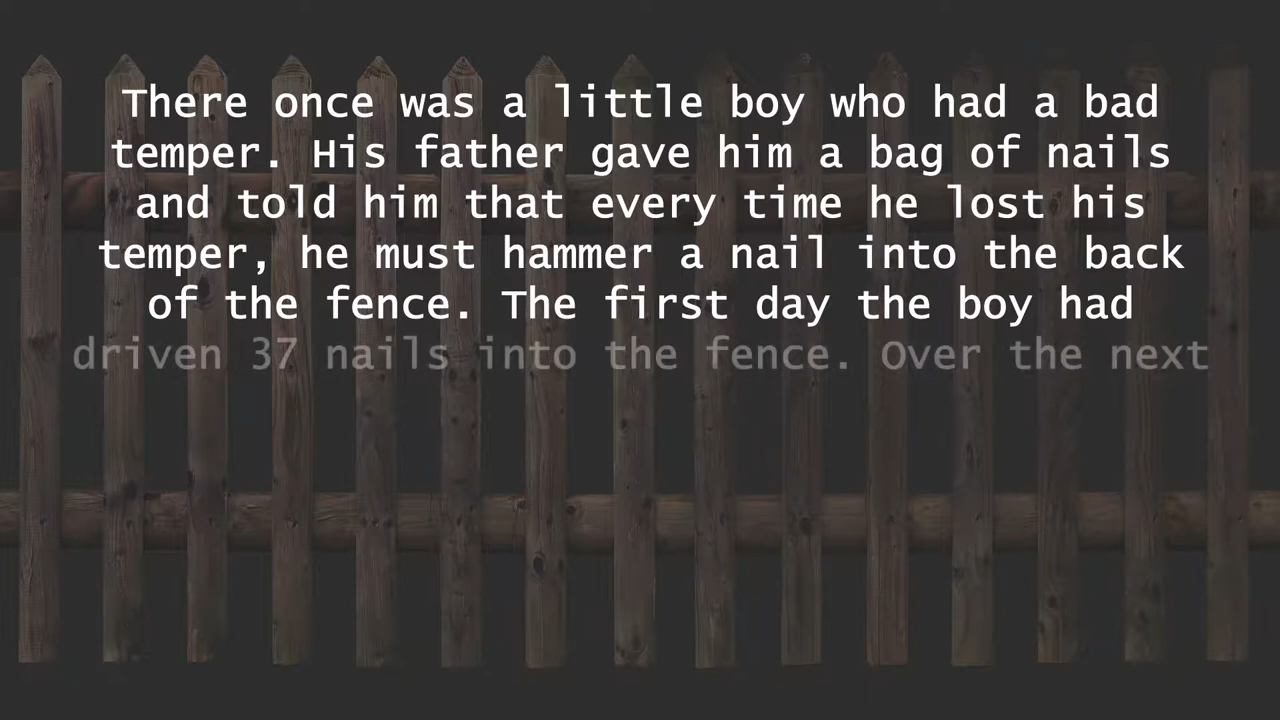 There once was a little boy who had a bad
temper. His father gave him a bag of nails
and told him that every time he lost his
temper, he must hammer a nail into the back
of the fence. The first day the boy had
driven 37 nails into the fence. Over the next